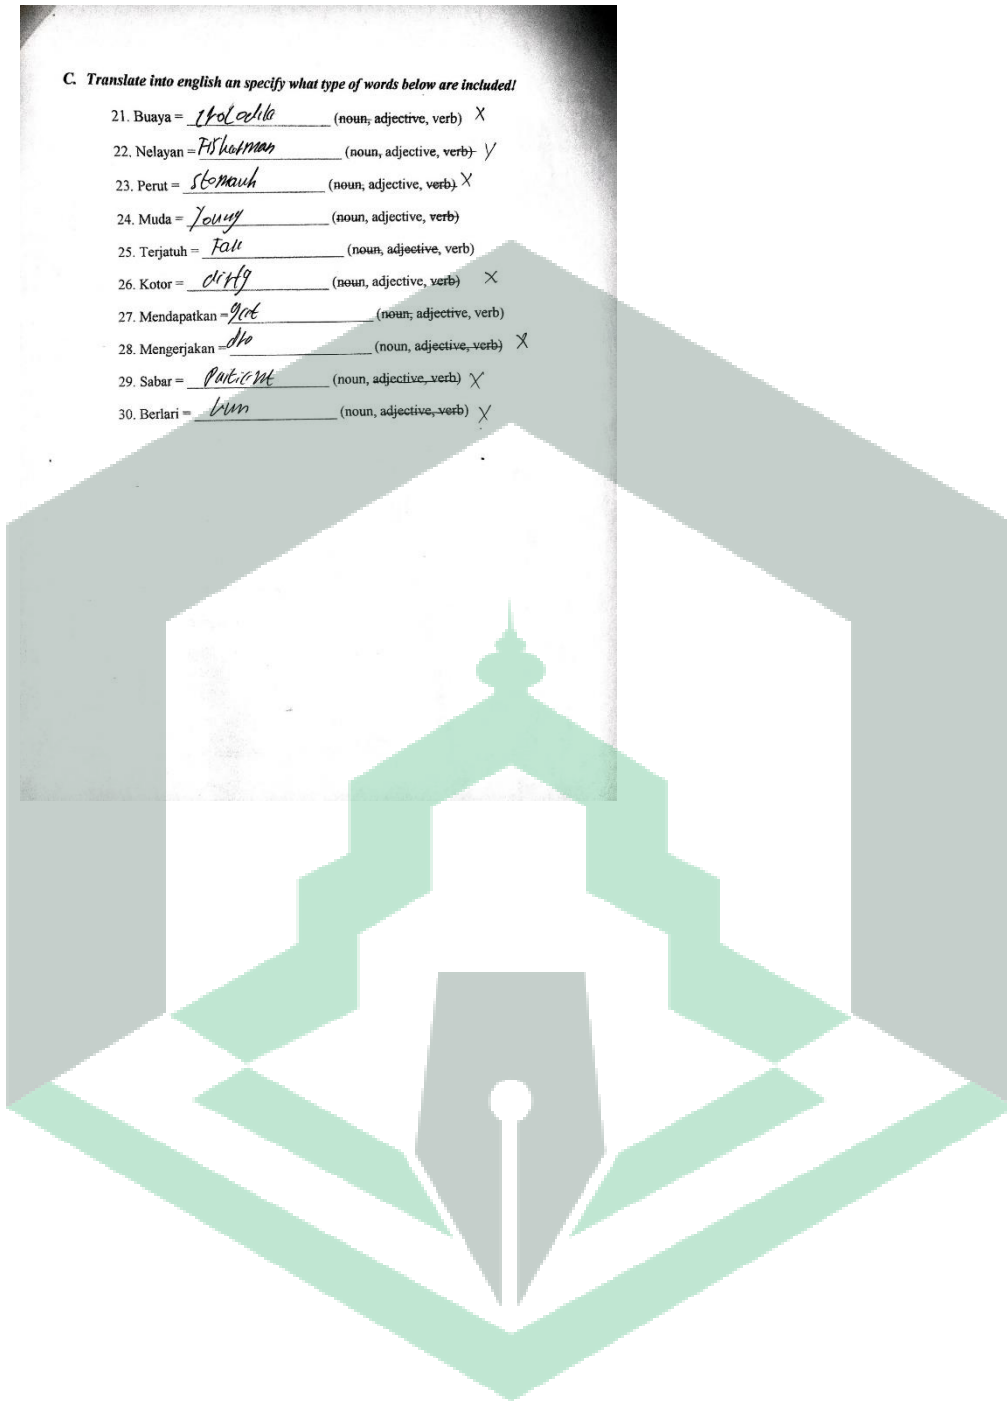 C. Translate into english an specify what type of words below are included!
21. Buaya = (noun, adjective, verb) X
22. Nelayan = Fisherman (noun, adjective, verb) X
23. Perut = Stomach (noun, adjective, verb) X
24. Muda = Young (noun, adjective, verb)
25. Terjatuh = Fall (noun, adjective, verb)
26. Kotor = dirty (noun, adjective, verb) X
27. Mendapatkan = get (noun, adjective, verb)
28. Mengerjakan = (noun, adjective, verb) X
29. Sabar = (noun, adjective, verb) X
30. Berlari = run (noun, adjective, verb) X